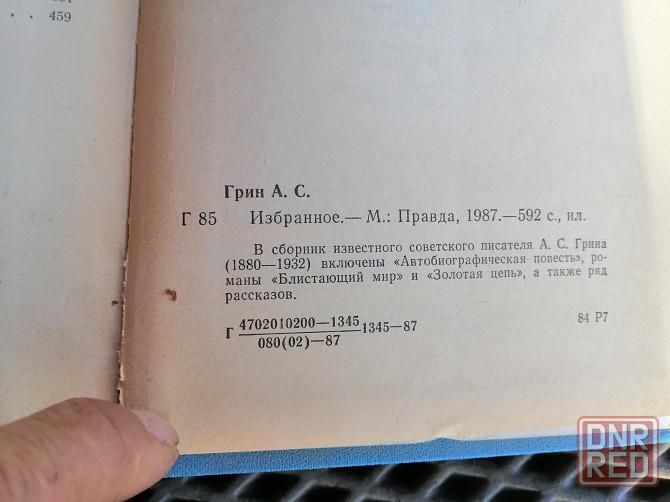 . . 459
Грин А. С.
Г 85 Избранное.— М.: Правда, 1987.—592 с., ил.
В сборник известного советского писателя А. С. Грина
(1880—1932) включены «Автобиографическая повесть», ро-
маны «Блистающий мир» и «Золотая цепь», а также ряд
рассказов.
Г 4702010200—1345
080(02)—87
1345—87
84 Р7
DNR
RED